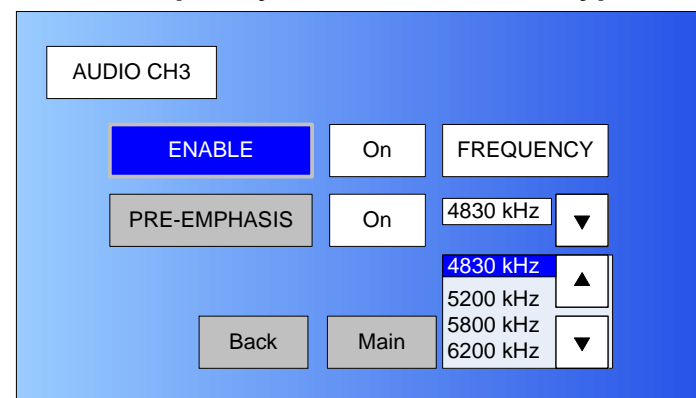 AUDIO CH3
ENABLE On FREQUENCY
PRE-EMPHASIS On 4830 kHz ▼
4830 kHz ▲
5200 kHz
5800 kHz
6200 kHz ▼
Back Main